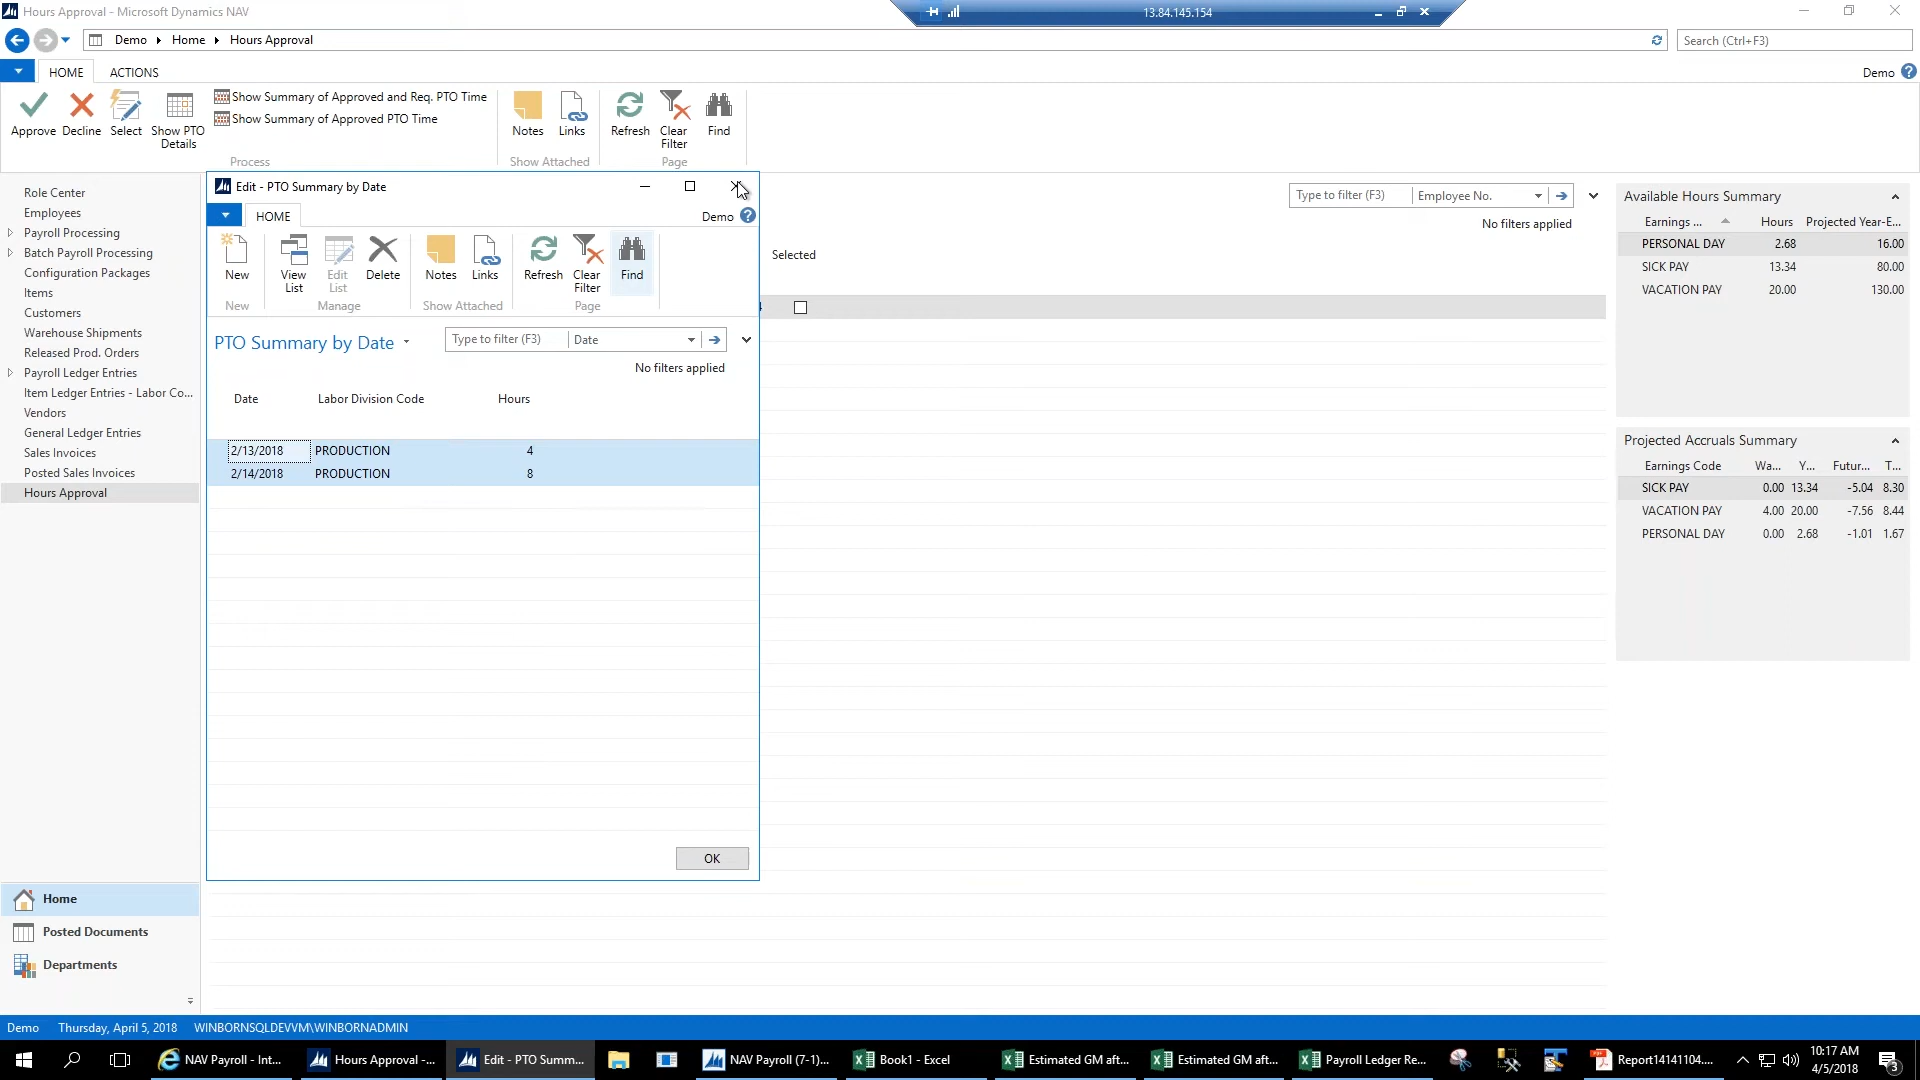 Hours Approval - Microsoft Dynamics NAV
13.84.145.154
Demo Home Hours Approval
Search (Ctrl+F3)
HOME ACTIONS
Demo
Approve
Decline
Select
Show PTO Details
Show Summary of Approved and Req. PTO Time
Show Summary of Approved PTO Time
Process
Notes
Links
Show Attached
Refresh
Clear Filter
Find
Page
Role Center
Employees
Payroll Processing
Batch Payroll Processing
Configuration Packages
Items
Customers
Warehouse Shipments
Released Prod. Orders
Payroll Ledger Entries
Item Ledger Entries - Labor Co...
Vendors
General Ledger Entries
Sales Invoices
Posted Sales Invoices
Hours Approval
Home
Posted Documents
Departments
Edit - PTO Summary by Date
HOME
Demo
New
New
View List
Edit List
Delete
Manage
Notes
Links
Show Attached
Refresh
Clear Filter
Find
Page
PTO Summary by Date
Type to filter (F3) Date
No filters applied
Date Labor Division Code Hours
2/13/2018 PRODUCTION 4
2/14/2018 PRODUCTION 8
OK
Type to filter (F3) Employee No.
No filters applied
Selected
Available Hours Summary
Earnings ... Hours Projected Year-E...
PERSONAL DAY 2.68 16.00
SICK PAY 13.34 80.00
VACATION PAY 20.00 130.00
Projected Accruals Summary
Earnings Code Wa... Y... Futur... T...
SICK PAY 0.00 13.34 -5.04 8.30
VACATION PAY 4.00 20.00 -7.56 8.44
PERSONAL DAY 0.00 2.68 -1.01 1.67
Demo Thursday, April 5, 2018 WINBORNSQLDEVVM\WINBORNADMIN
NAV Payroll - Int...
Hours Approval -...
Edit - PTO Summ...
NAV Payroll (7-1)...
Book1 - Excel
Estimated GM aft...
Estimated GM aft...
Payroll Ledger Re...
Report14141104....
10:17 AM
4/5/2018
3